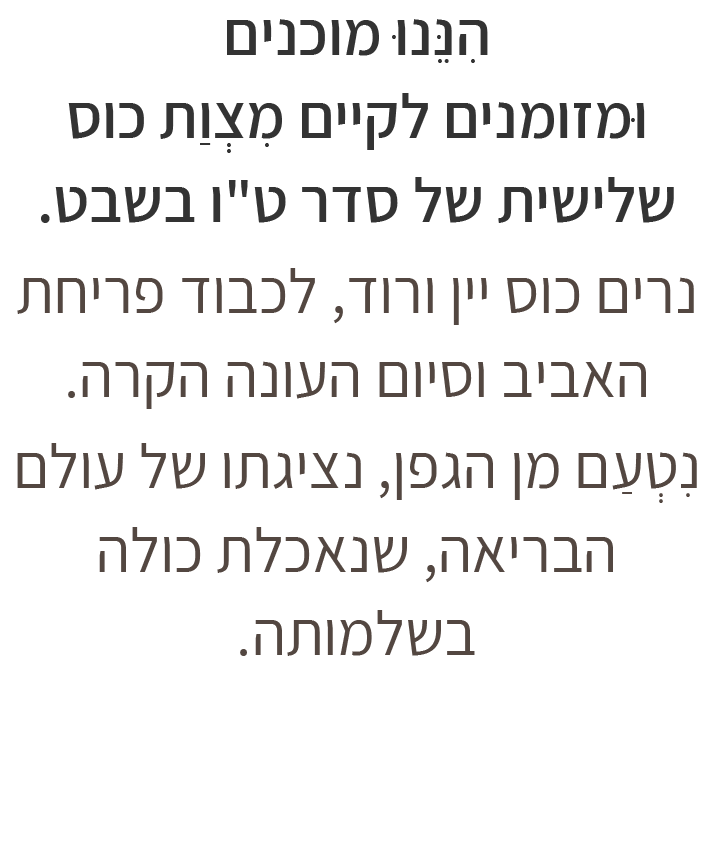 הִנֵּנוּ מוכנים
וּמזומנים לקיים מִצְוַת כוס
שלישית של סדר ט"ו בשבט.
נרים כוס יין ורוד, לכבוד פריחת
האביב וסיום העונה הקרה.
נִטְעַם מן הגפן, נציגתו של עולם
הבריאה, שנאכלת כולה
בשלמותה.